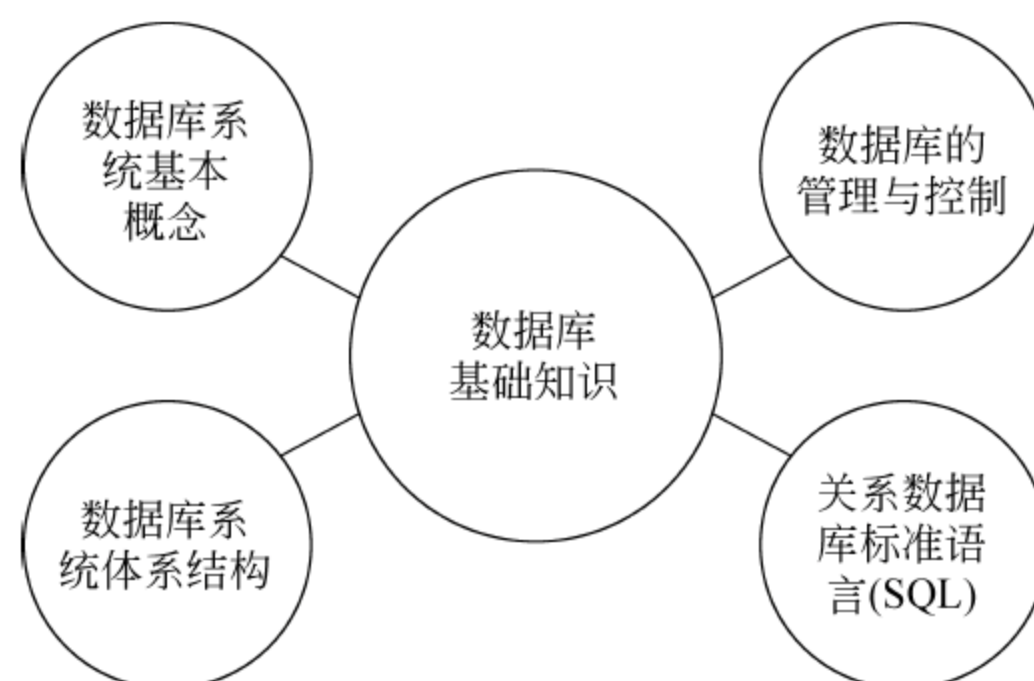 数据库系
统基本
概念
数据库的
管理与控制
数据库
基础知识
数据库系
统体系结构
关系数据
库标准语
言(SQL)